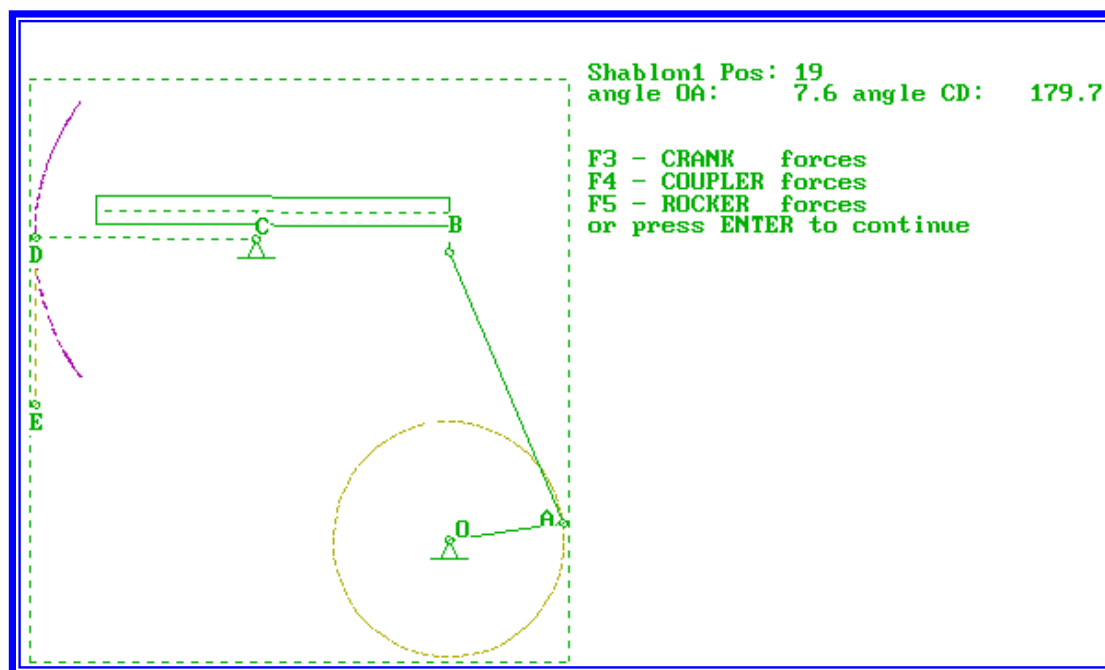 Shablon1 Pos: 19
angle OA: 7.6 angle CD: 179.7
F3 - CRANK forces
F4 - COUPLER forces
F5 - ROCKER forces
or press ENTER to continue
C
B
D
E
A
O